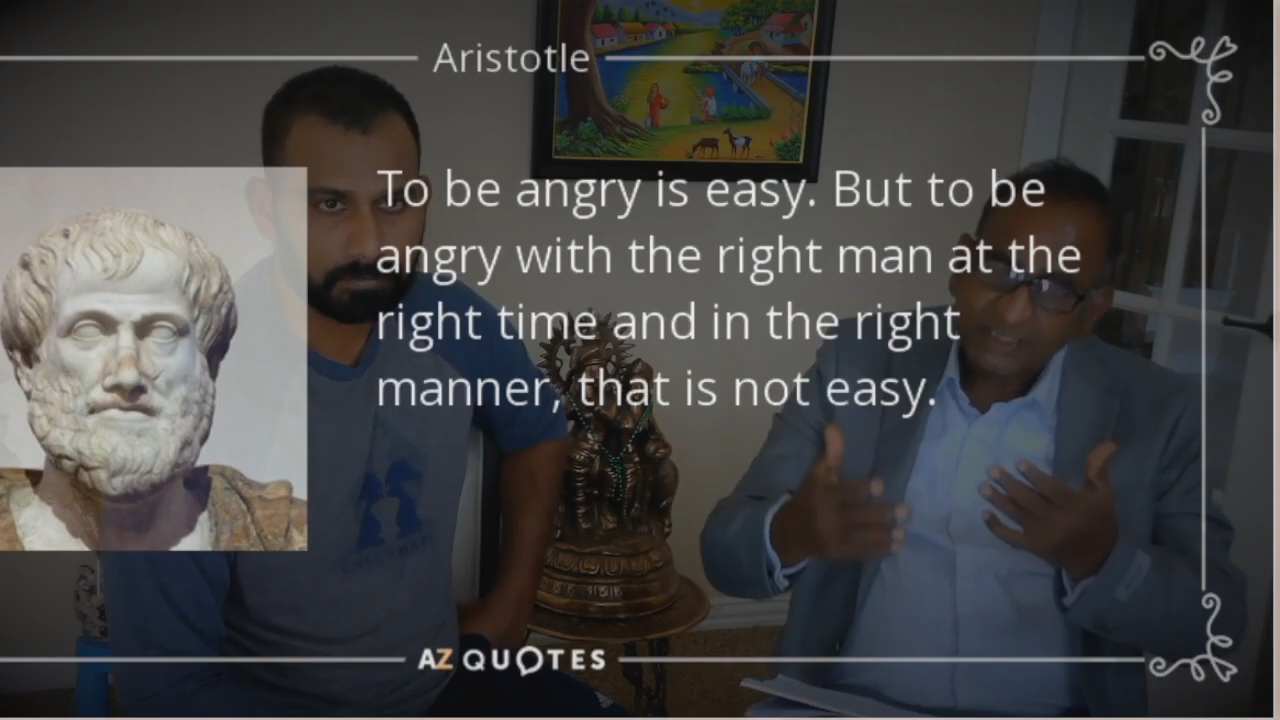 Aristotle
To be angry is easy. But to be
angry with the right man at the
right time and in the right
manner, that is not easy.
AZ QUOTES